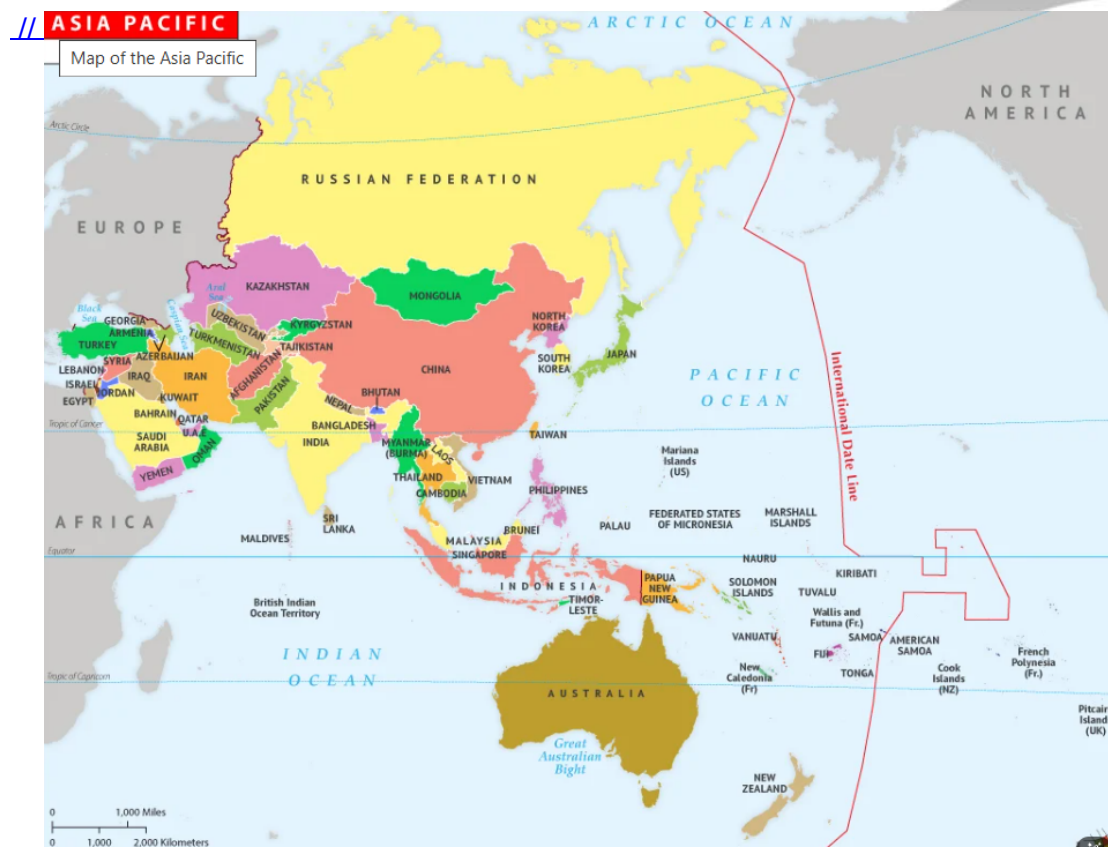 //
ASIA PACIFIC
Map of the Asia Pacific
ARCTIC OCEAN
NORTH
AMERICA
Arctic Circle
RUSSIAN FEDERATION
EUROPE
KAZAKHSTAN
Aral
Sea
MONGOLIA
Black
Sea
Caspian Sea
GEORGIA
ARMENIA
TURKEY
AZERBAIJAN
UZBEKISTAN
KYRGYZSTAN
TURKMENISTAN
TAJIKISTAN
NORTH
KOREA
SOUTH
KOREA
JAPAN
LEBANON
SYRIA
ISRAEL
IRAQ
IRAN
AFGHANISTAN
CHINA
PACIFIC
OCEAN
International Date Line
EGYPT
JORDAN
KUWAIT
PAKISTAN
NEPAL
BHUTAN
BAHRAIN
QATAR
U.A.E
Tropic of Cancer
SAUDI
ARABIA
OMAN
YEMEN
INDIA
BANGLADESH
MYANMAR
(BURMA)
LAOS
TAIWAN
THAILAND
VIETNAM
CAMBODIA
PHILIPPINES
Mariana
Islands
(US)
AFRICA
SRI
LANKA
MALDIVES
BRUNEI
MALAYSIA
SINGAPORE
PALAU
FEDERATED STATES
OF MICRONESIA
MARSHALL
ISLANDS
Equator
NAURU
KIRIBATI
INDONESIA
PAPUA
NEW
GUINEA
SOLOMON
ISLANDS
TUVALU
TIMOR-
LESTE
British Indian
Ocean Territory
Wallis and
Futuna (Fr.)
VANUATU
SAMOA
AMERICAN
SAMOA
FIJI
INDIAN
OCEAN
New
Caledonia
(Fr)
TONGA
Cook
Islands
(NZ)
French
Polynesia
(Fr.)
Tropic of Capricorn
AUSTRALIA
Pitcair
Island
(UK)
Great
Australian
Bight
NEW
ZEALAND
0 1,000 Miles
0 1,000 2,000 Kilometers